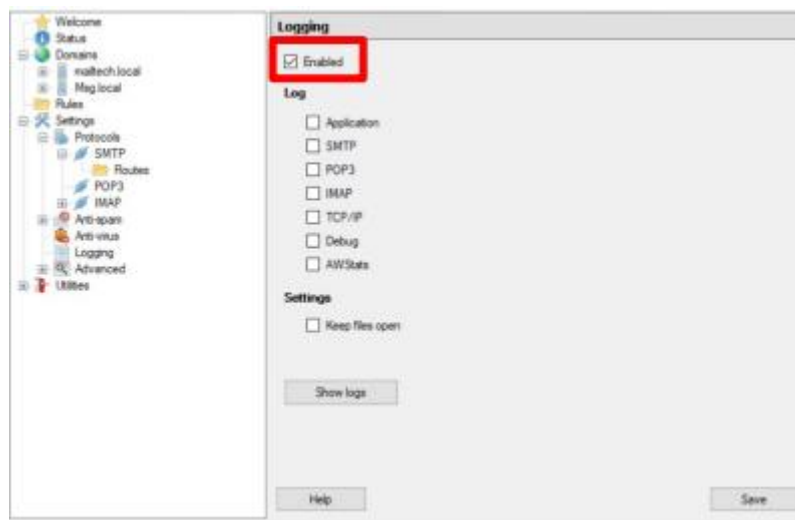 Welcome
Status
Domains
maltech.local
Msg.local
Rules
Settings
Protocols
SMTP
Routes
POP3
IMAP
Anti-spam
Anti-virus
Logging
Advanced
Utilities
Logging
Enabled
Log
Application
SMTP
POP3
IMAP
TCP/IP
Debug
AWStats
Settings
Keep files open
Show logs
Help
Save